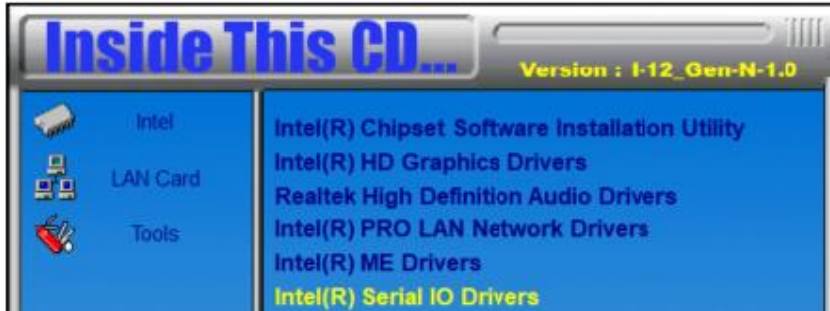 Inside This CD...
Version : I-12_Gen-N-1.0
Intel
LAN Card
Tools
Intel(R) Chipset Software Installation Utility
Intel(R) HD Graphics Drivers
Realtek High Definition Audio Drivers
Intel(R) PRO LAN Network Drivers
Intel(R) ME Drivers
Intel(R) Serial IO Drivers